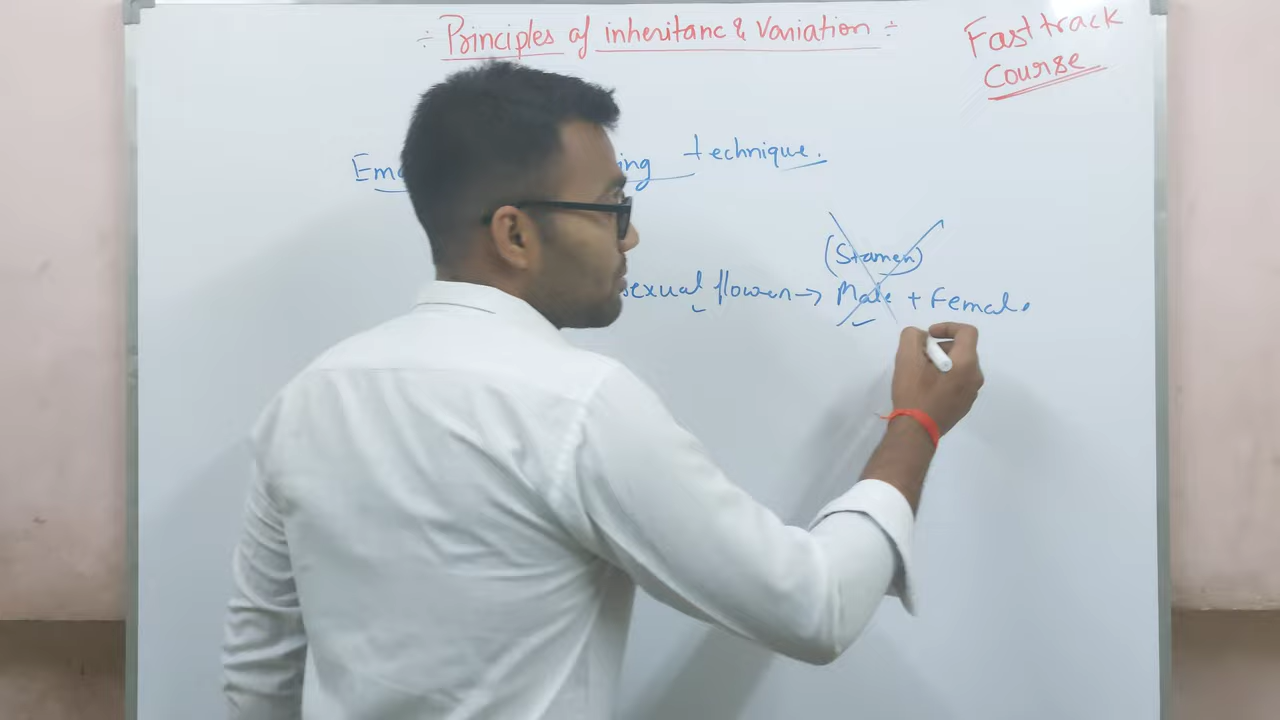 ÷ Principles of inheritanc & Variation ÷
Fast track
Course
technique.
(Stamen)
sexual flower → Male + Female